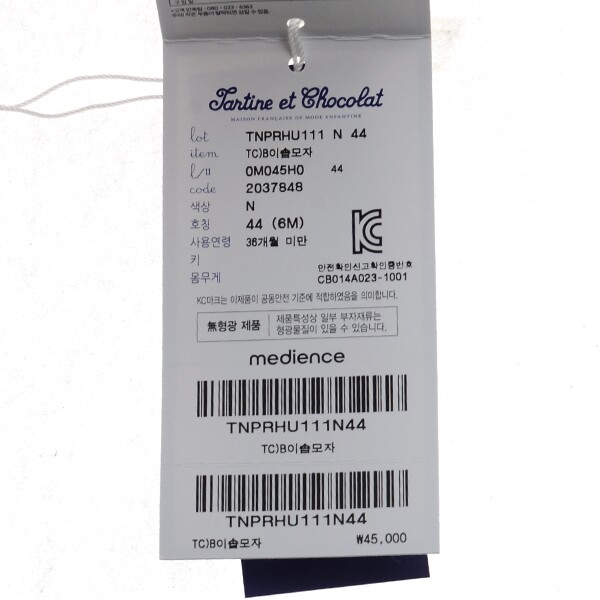 Tartine et Chocolat
MAISON FRANÇAISE DE MODE ENFANTINE
lot TNPRHU111 N 44
item TC)B이솝모자
l/# 0M045H0 44
code 2037848
색상 N
호칭 44 (6M)
사용연령 36개월 미만
키
몸무게
KC
안전확인신고확인증번호
CB014A023-1001
KC마크는 이제품이 공통안전 기준에 적합하였음을 의미합니다.
無형광 제품
제품특성상 일부 부자재류는
형광물질이 있을 수 있습니다.
medience
TNPRHU111N44
TC)B이솝모자
TNPRHU111N44
TC)B이솝모자 ₩45,000